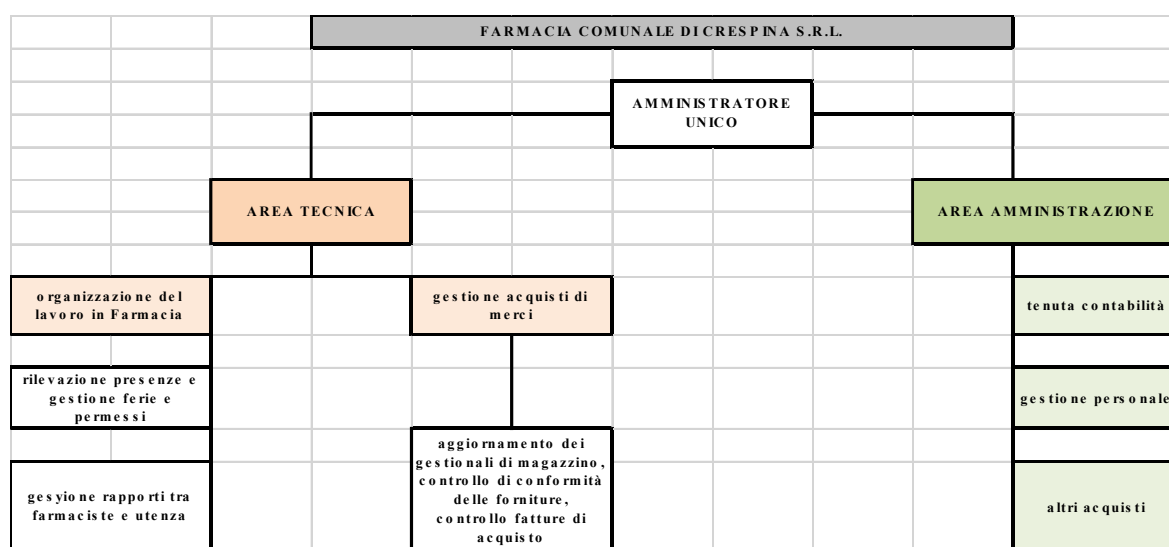 FARMACIA COMUNALE DI CRESPINA S.R.L.
AMMINISTRATORE
UNICO
AREA TECNICA
AREA AMMINISTRAZIONE
organizzazione del
lavoro in Farmacia
gestione acquisti di
merci
tenuta contabilità
rilevazione presenze e
gestione ferie e
permessi
gestione personale
gesyione rapporti tra
farmaciste e utenza
aggiornamento dei
gestionali di magazzino,
controllo di conformità
delle forniture,
controllo fatture di
acquisto
altri acquisti